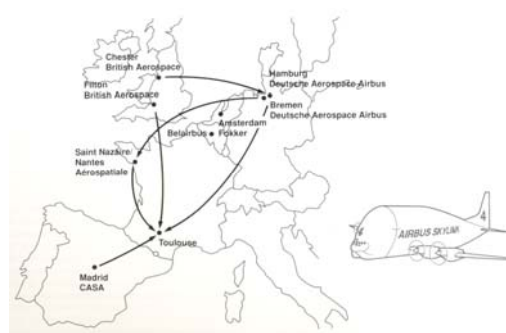 Chester
British Aerospace
Filton
British Aerospace
Hamburg
Deutsche Aerospace Airbus
Bremen
Deutsche Aerospace Airbus
Amsterdam
Fokker
Belairbus
Saint Nazaire/
Nantes
Aérospatiale
Toulouse
Madrid
CASA
4
AIRBUS SKYLINK
4